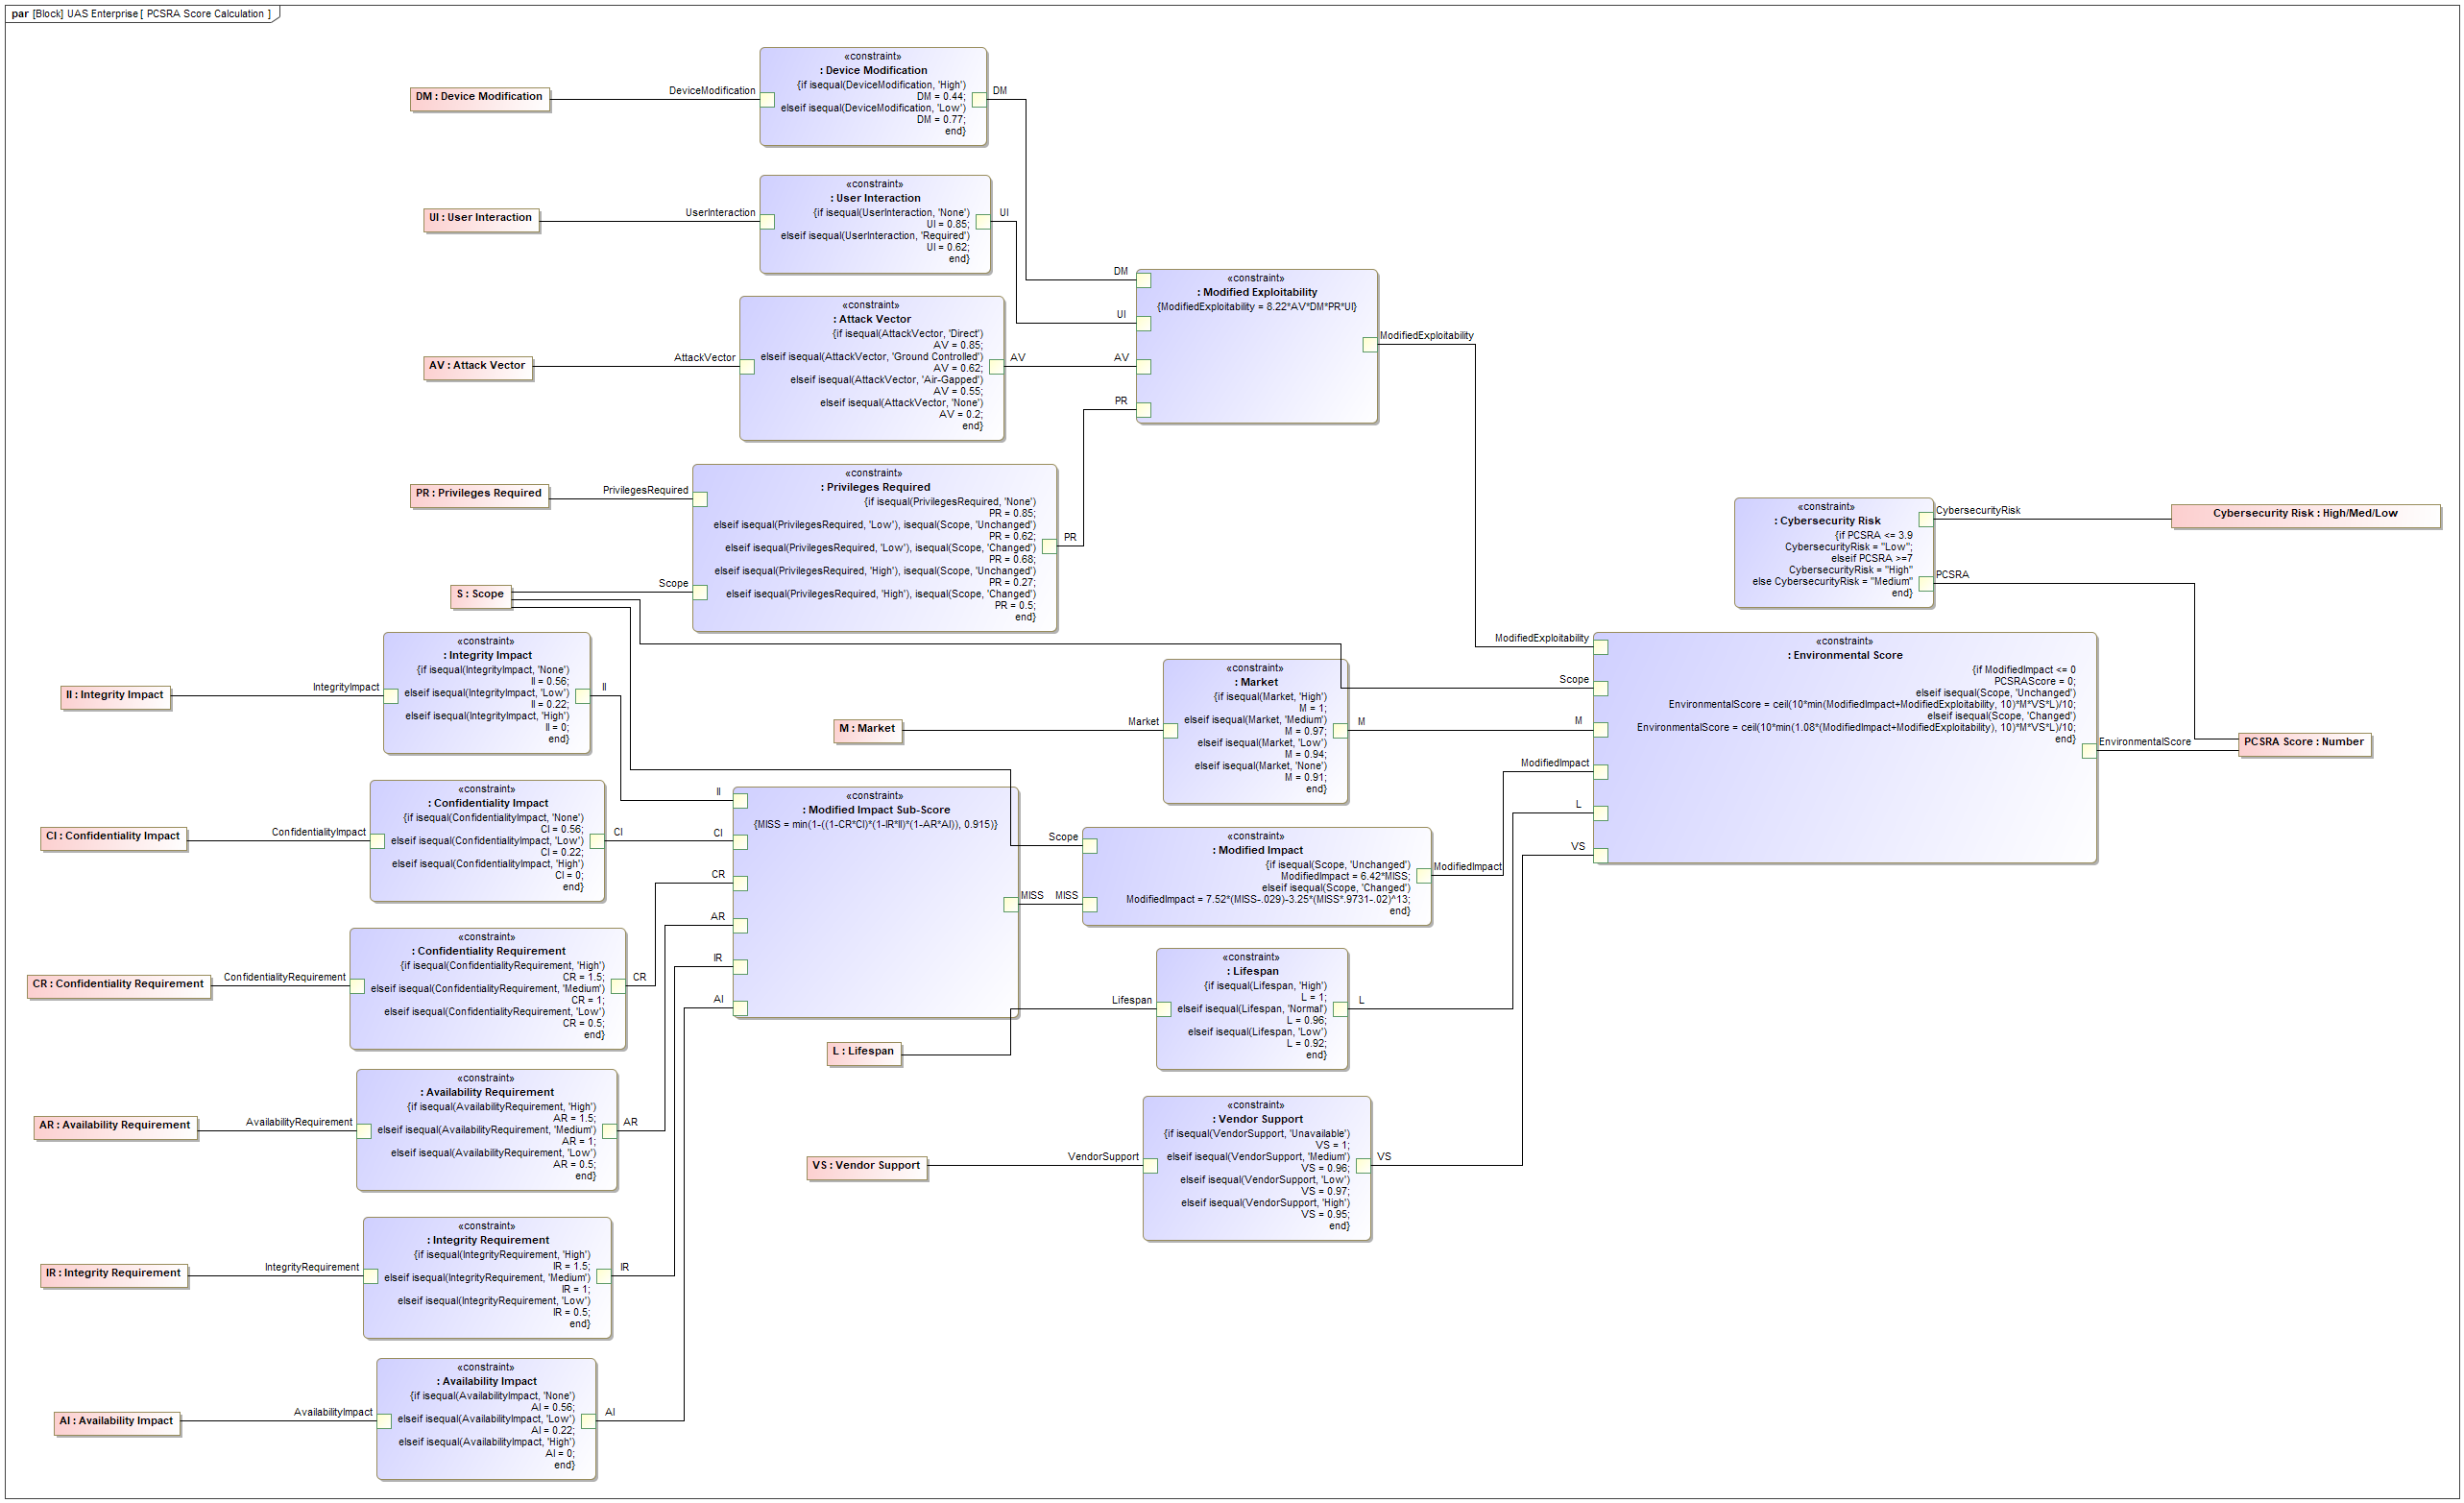 par [Block] UAS Enterprise [ PCSRA Score Calculation ]
DM : Device Modification
DeviceModification
«constraint»
: Device Modification
{if isequal(DeviceModification, 'High')
DM = 0.44;
elseif isequal(DeviceModification, 'Low')
DM = 0.77;
end}
DM
UI : User Interaction
UserInteraction
«constraint»
: User Interaction
{if isequal(UserInteraction, 'None')
UI = 0.85;
elseif isequal(UserInteraction, 'Required')
UI = 0.62;
end}
UI
AV : Attack Vector
AttackVector
«constraint»
: Attack Vector
{if isequal(AttackVector, 'Direct')
AV = 0.85;
elseif isequal(AttackVector, 'Ground Controlled')
AV = 0.62;
elseif isequal(AttackVector, 'Air-Gapped')
AV = 0.55;
elseif isequal(AttackVector, 'None')
AV = 0.2;
end}
AV
DM
UI
AV
PR
«constraint»
: Modified Exploitability
{ModifiedExploitability = 8.22*AV*DM*PR*UI}
ModifiedExploitability
PR : Privileges Required
PrivilegesRequired
S : Scope
Scope
«constraint»
: Privileges Required
{if isequal(PrivilegesRequired, 'None')
PR = 0.85;
elseif isequal(PrivilegesRequired, 'Low'), isequal(Scope, 'Unchanged')
PR = 0.62;
elseif isequal(PrivilegesRequired, 'Low'), isequal(Scope, 'Changed')
PR = 0.68;
elseif isequal(PrivilegesRequired, 'High'), isequal(Scope, 'Unchanged')
PR = 0.27;
elseif isequal(PrivilegesRequired, 'High'), isequal(Scope, 'Changed')
PR = 0.5;
end}
PR
«constraint»
: Cybersecurity Risk
{if PCSRA <= 3.9
CybersecurityRisk = "Low";
elseif PCSRA >=7
CybersecurityRisk = "High"
else CybersecurityRisk = "Medium"
end}
CybersecurityRisk
PCSRA
Cybersecurity Risk : High/Med/Low
II : Integrity Impact
IntegrityImpact
«constraint»
: Integrity Impact
{if isequal(IntegrityImpact, 'None')
II = 0.56;
elseif isequal(IntegrityImpact, 'Low')
II = 0.22;
elseif isequal(IntegrityImpact, 'High')
II = 0;
end}
II
M : Market
Market
«constraint»
: Market
{if isequal(Market, 'High')
M = 1;
elseif isequal(Market, 'Medium')
M = 0.97;
elseif isequal(Market, 'Low')
M = 0.94;
elseif isequal(Market, 'None')
M = 0.91;
end}
M
ModifiedExploitability
Scope
M
ModifiedImpact
L
VS
«constraint»
: Environmental Score
{if ModifiedImpact <= 0
PCSRAScore = 0;
elseif isequal(Scope, 'Unchanged')
EnvironmentalScore = ceil(10*min(ModifiedImpact+ModifiedExploitability, 10)*M*VS*L)/10;
elseif isequal(Scope, 'Changed')
EnvironmentalScore = ceil(10*min(1.08*(ModifiedImpact+ModifiedExploitability), 10)*M*VS*L)/10;
end}
EnvironmentalScore
PCSRA Score : Number
CI : Confidentiality Impact
ConfidentialityImpact
«constraint»
: Confidentiality Impact
{if isequal(ConfidentialityImpact, 'None')
CI = 0.56;
elseif isequal(ConfidentialityImpact, 'Low')
CI = 0.22;
elseif isequal(ConfidentialityImpact, 'High')
CI = 0;
end}
CI
II
CI
CR
AR
IR
AI
«constraint»
: Modified Impact Sub-Score
{MISS = min(1-((1-CR*CI)*(1-IR*II)*(1-AR*AI)), 0.915)}
MISS
Scope
MISS
«constraint»
: Modified Impact
{if isequal(Scope, 'Unchanged')
ModifiedImpact = 6.42*MISS;
elseif isequal(Scope, 'Changed')
ModifiedImpact = 7.52*(MISS-.029)-3.25*(MISS*.9731-.02)^13;
end}
ModifiedImpact
CR : Confidentiality Requirement
ConfidentialityRequirement
«constraint»
: Confidentiality Requirement
{if isequal(ConfidentialityRequirement, 'High')
CR = 1.5;
elseif isequal(ConfidentialityRequirement, 'Medium')
CR = 1;
elseif isequal(ConfidentialityRequirement, 'Low')
CR = 0.5;
end}
CR
L : Lifespan
Lifespan
«constraint»
: Lifespan
{if isequal(Lifespan, 'High')
L = 1;
elseif isequal(Lifespan, 'Normal')
L = 0.96;
elseif isequal(Lifespan, 'Low')
L = 0.92;
end}
L
AR : Availability Requirement
AvailabilityRequirement
«constraint»
: Availability Requirement
{if isequal(AvailabilityRequirement, 'High')
AR = 1.5;
elseif isequal(AvailabilityRequirement, 'Medium')
AR = 1;
elseif isequal(AvailabilityRequirement, 'Low')
AR = 0.5;
end}
AR
VS : Vendor Support
VendorSupport
«constraint»
: Vendor Support
{if isequal(VendorSupport, 'Unavailable')
VS = 1;
elseif isequal(VendorSupport, 'Medium')
VS = 0.96;
elseif isequal(VendorSupport, 'Low')
VS = 0.97;
elseif isequal(VendorSupport, 'High')
VS = 0.95;
end}
VS
IR : Integrity Requirement
IntegrityRequirement
«constraint»
: Integrity Requirement
{if isequal(IntegrityRequirement, 'High')
IR = 1.5;
elseif isequal(IntegrityRequirement, 'Medium')
IR = 1;
elseif isequal(IntegrityRequirement, 'Low')
IR = 0.5;
end}
IR
AI : Availability Impact
AvailabilityImpact
«constraint»
: Availability Impact
{if isequal(AvailabilityImpact, 'None')
AI = 0.56;
elseif isequal(AvailabilityImpact, 'Low')
AI = 0.22;
elseif isequal(AvailabilityImpact, 'High')
AI = 0;
end}
AI